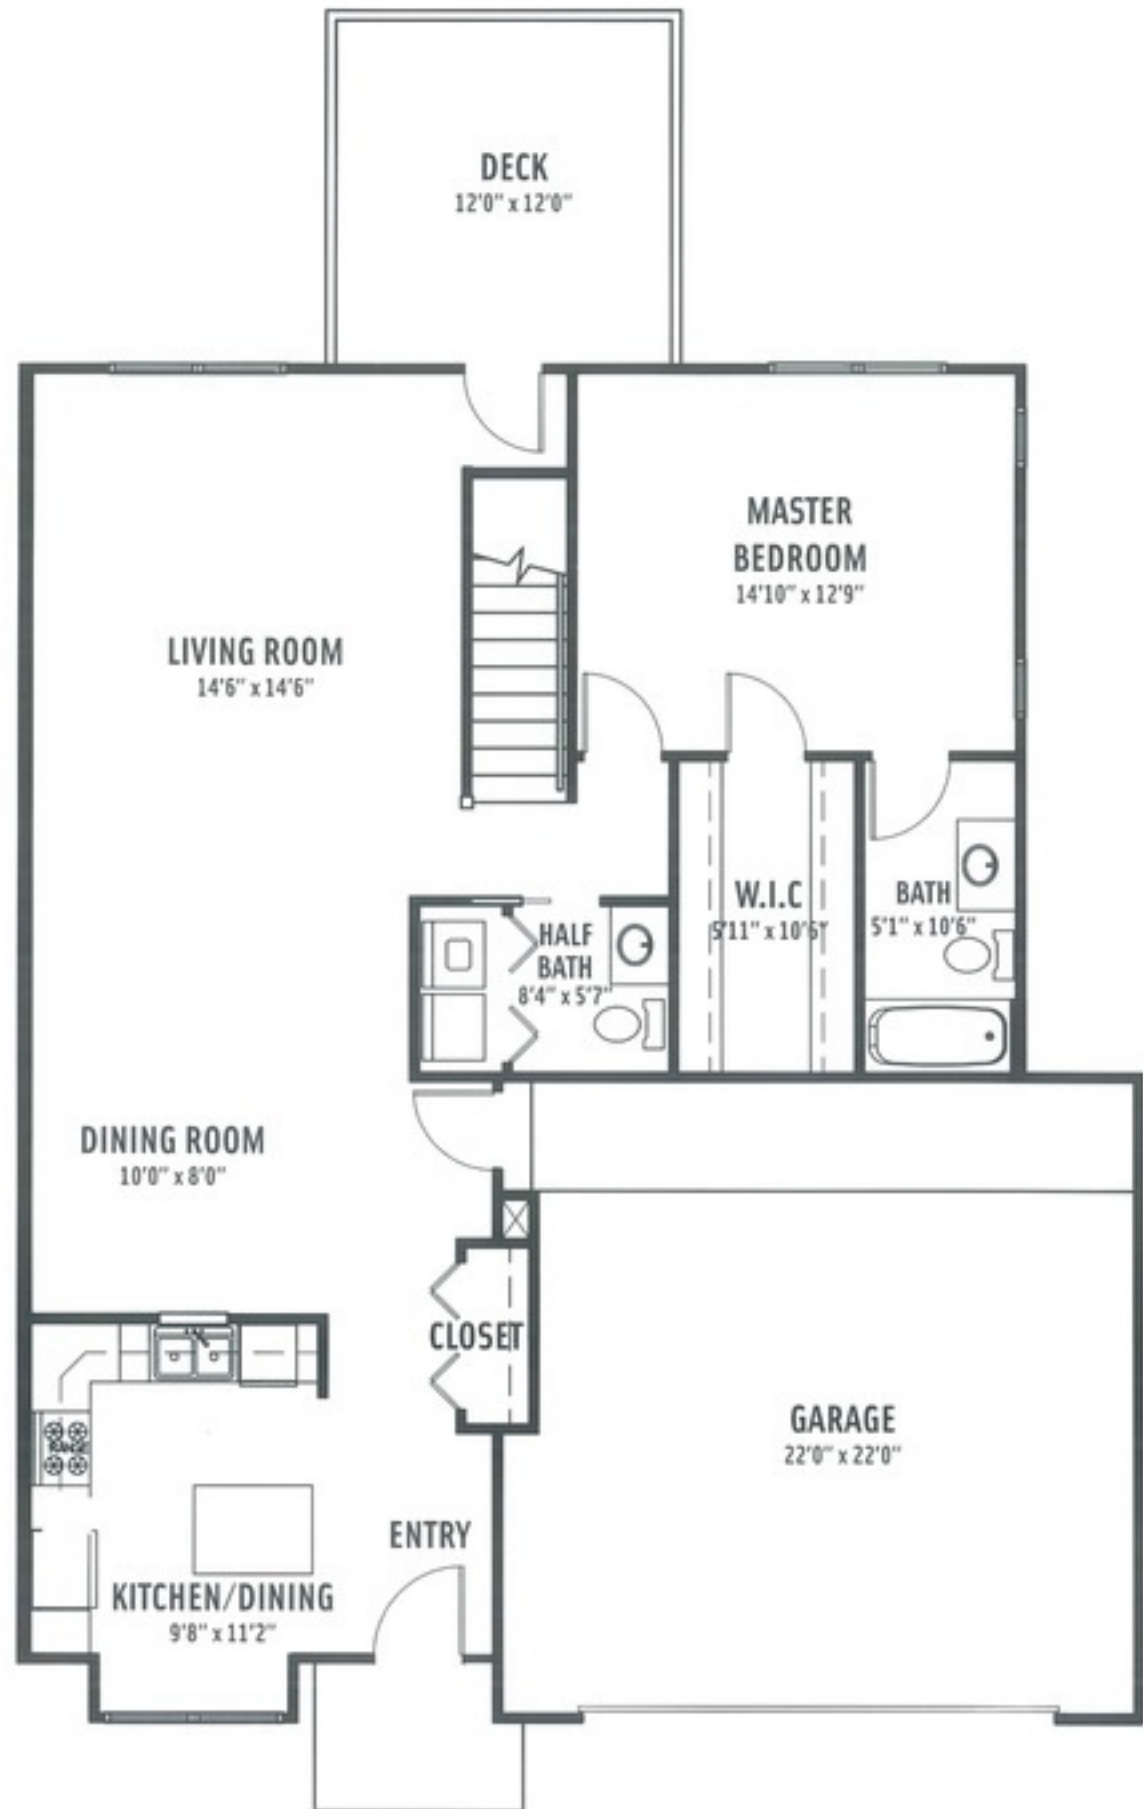 DECK
12'0" x 12'0"
MASTER
BEDROOM
14'10" x 12'9"
LIVING ROOM
14'6" x 14'6"
W.I.C
5'11" x 10'6"
BATH
5'1" x 10'6"
HALF
BATH
8'4" x 5'7"
DINING ROOM
10'0" x 8'0"
CLOSET
GARAGE
22'0" x 22'0"
RANGE
ENTRY
KITCHEN/DINING
9'8" x 11'2"